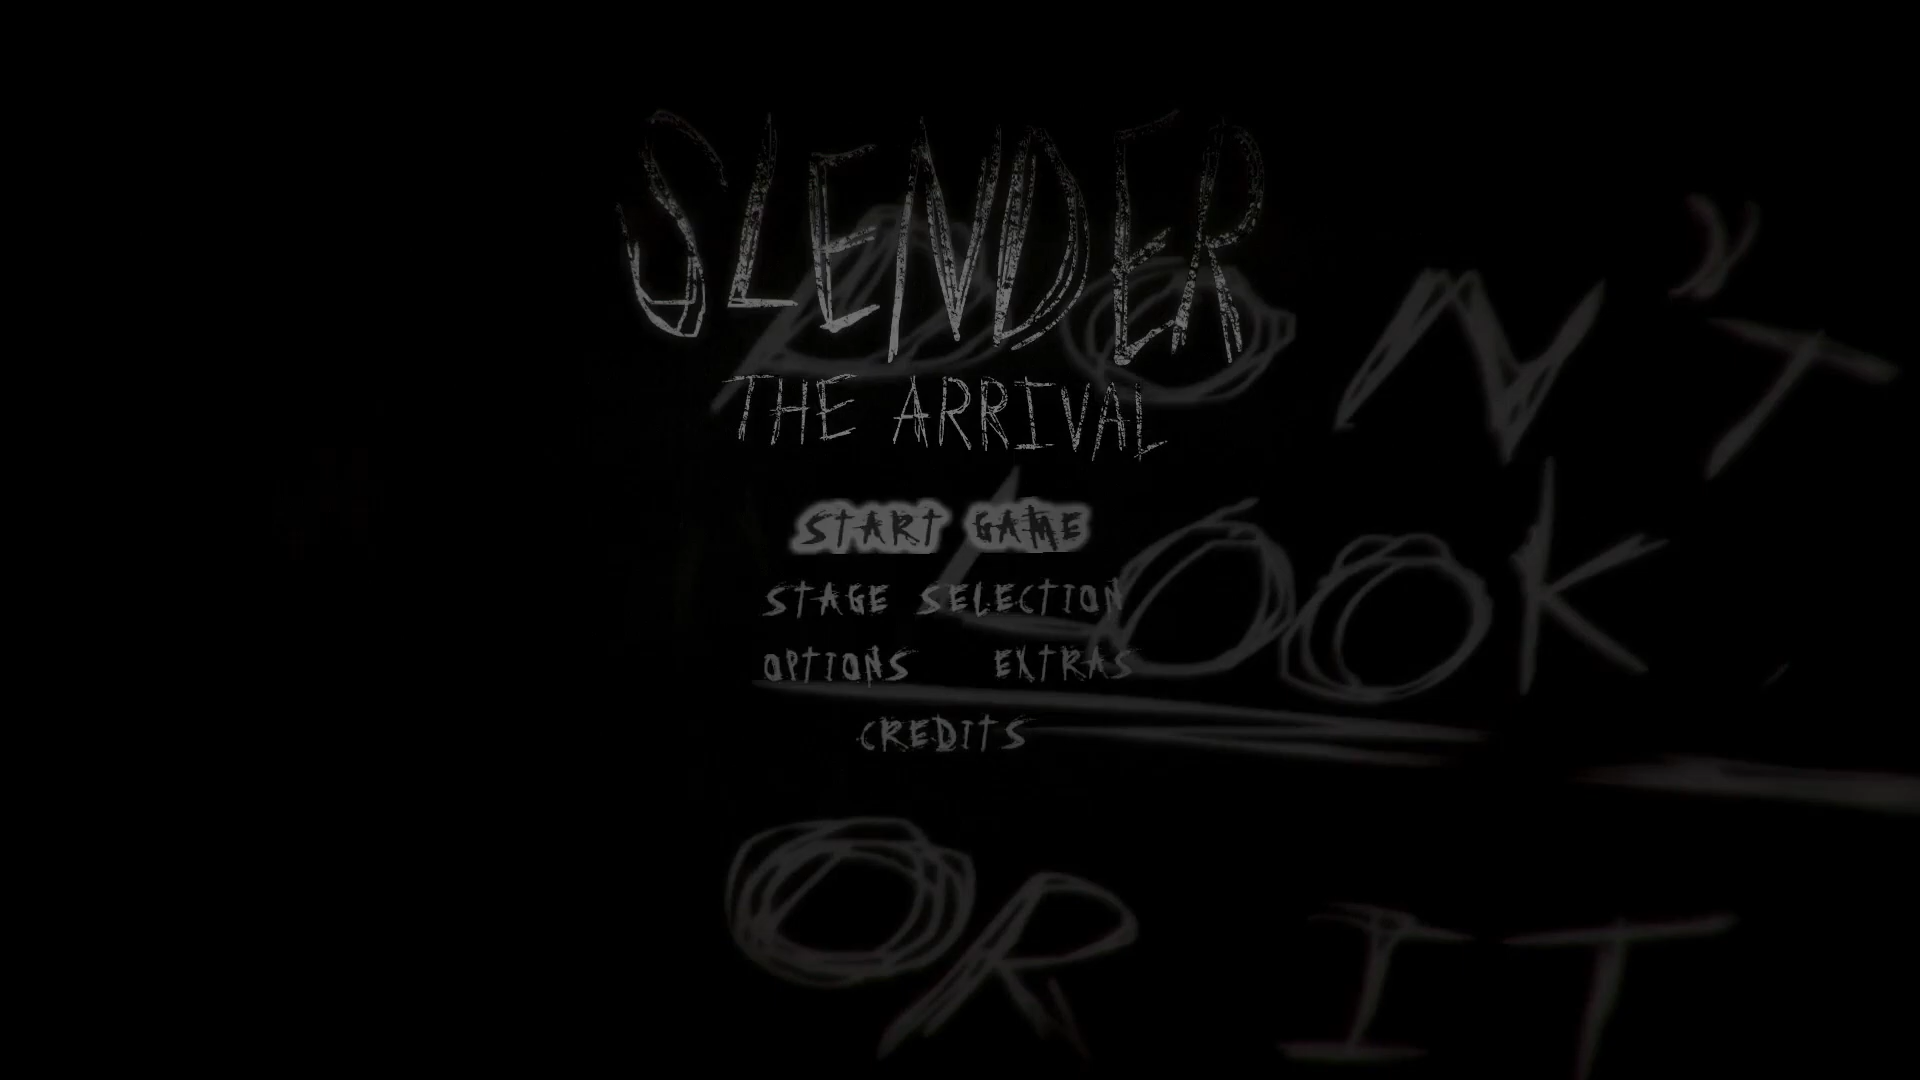 SLENDER
THE ARRIVAL
START GAME
STAGE SELECTION
OPTIONS EXTRAS
CREDITS
DON'T
LOOK
OR IT